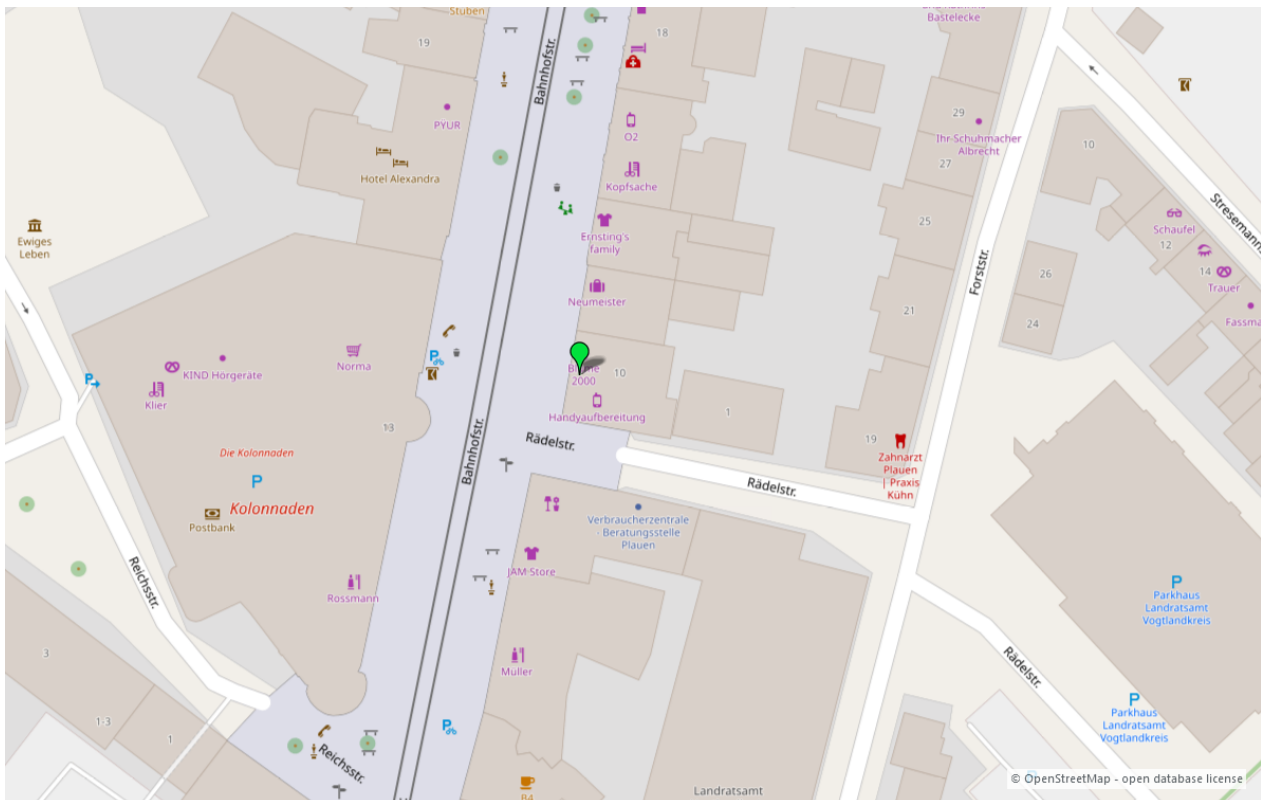 Stuben
19
Bahnhofstr.
18
Bastelecke
PYUR
O2
29
Ihr Schuhmacher
Albrecht
27
10
Hotel Alexandra
Kopfsache
Stresemann
Schaufel
12
Ewiges
Leben
Ernsting's
family
25
14
Trauer
Forststr.
26
Neumeister
21
24
Fassma
KIND Hörgeräte
Norma
2000
10
Klier
Handyaufbereitung
1
13
Rädelstr.
19
Die Kolonnaden
Bahnhofstr.
Zahnarzt
Plauen
| Praxis
Kühn
Rädelstr.
Kolonnaden
Postbank
Verbraucherzentrale
- Beratungsstelle
Plauen
JAM Store
Reichsstr.
Rossmann
Parkhaus
Landratsamt
Vogtlandkreis
3
Müller
Rädelstr.
1-3
1
Parkhaus
Landratsamt
Vogtlandkreis
Reichsstr.
Landratsamt
© OpenStreetMap - open database license